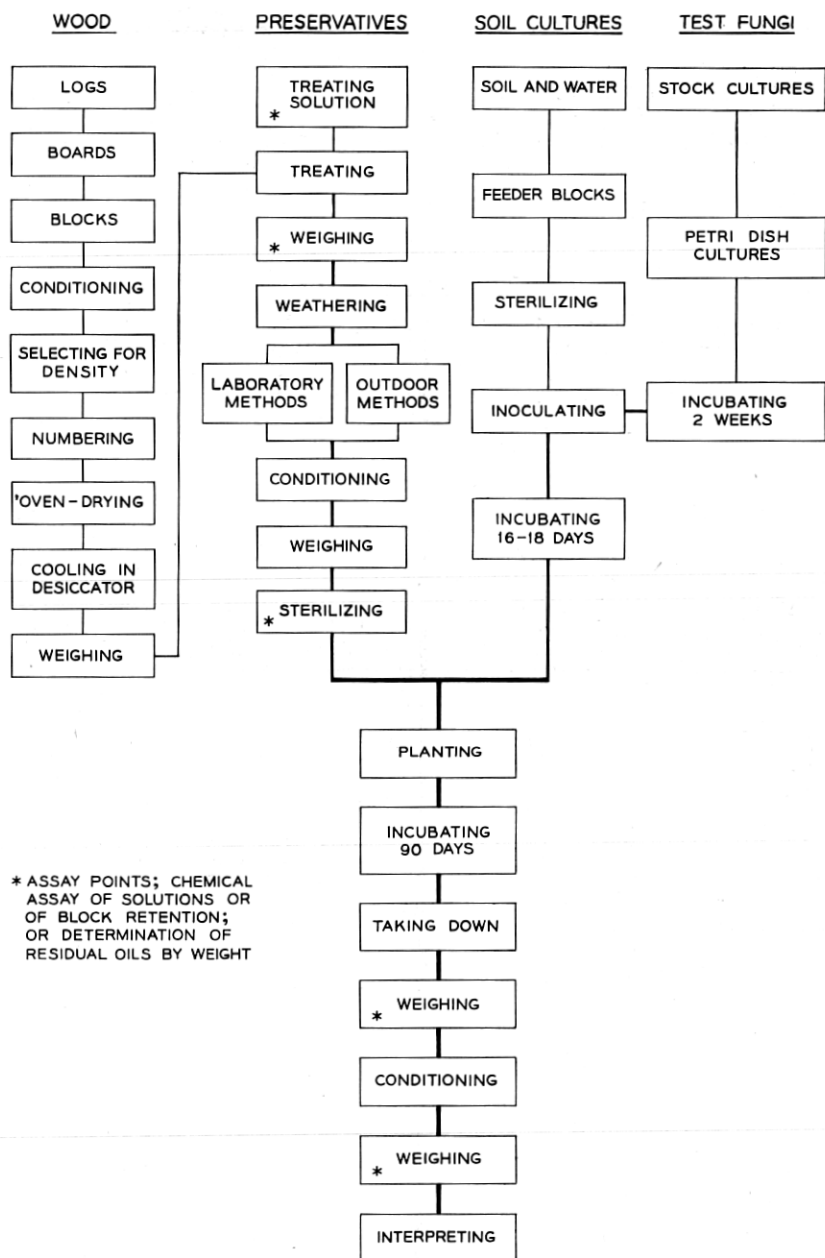 WOOD
LOGS
BOARDS
BLOCKS
CONDITIONING
SELECTING FOR
DENSITY
NUMBERING
'OVEN-DRYING
COOLING IN
DESICCATOR
WEIGHING
PRESERVATIVES
TREATING
SOLUTION
*
TREATING
* WEIGHING
WEATHERING
LABORATORY
METHODS
OUTDOOR
METHODS
CONDITIONING
WEIGHING
* STERILIZING
SOIL CULTURES
SOIL AND WATER
FEEDER BLOCKS
STERILIZING
INOCULATING
INCUBATING
16-18 DAYS
TEST FUNGI
STOCK CULTURES
PETRI DISH
CULTURES
INCUBATING
2 WEEKS
PLANTING
INCUBATING
90 DAYS
TAKING DOWN
* WEIGHING
CONDITIONING
* WEIGHING
INTERPRETING
* ASSAY POINTS; CHEMICAL
ASSAY OF SOLUTIONS OR
OF BLOCK RETENTION;
OR DETERMINATION OF
RESIDUAL OILS BY WEIGHT